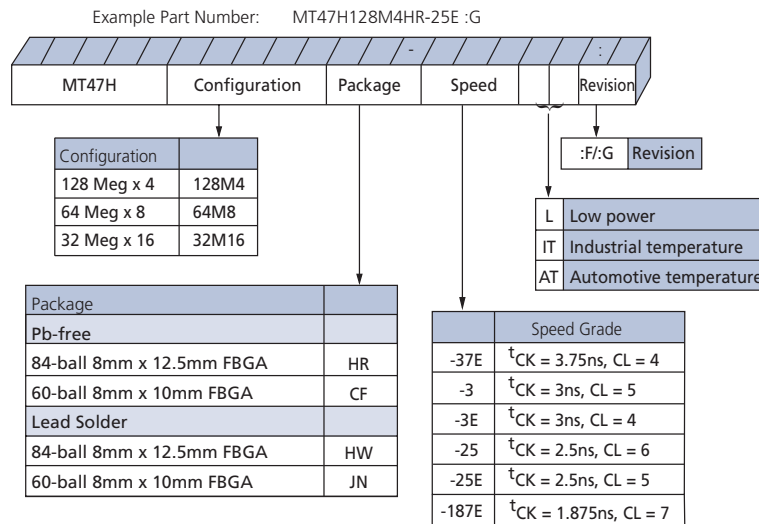 Example Part Number: MT47H128M4HR-25E :G
- :
MT47H Configuration Package Speed Revision
Configuration
128 Meg x 4 128M4
64 Meg x 8 64M8
32 Meg x 16 32M16
:F/:G Revision
L Low power
IT Industrial temperature
AT Automotive temperature
Package
Pb-free
84-ball 8mm x 12.5mm FBGA HR
60-ball 8mm x 10mm FBGA CF
Lead Solder
84-ball 8mm x 12.5mm FBGA HW
60-ball 8mm x 10mm FBGA JN
Speed Grade
-37E tCK = 3.75ns, CL = 4
-3 tCK = 3ns, CL = 5
-3E tCK = 3ns, CL = 4
-25 tCK = 2.5ns, CL = 6
-25E tCK = 2.5ns, CL = 5
-187E tCK = 1.875ns, CL = 7